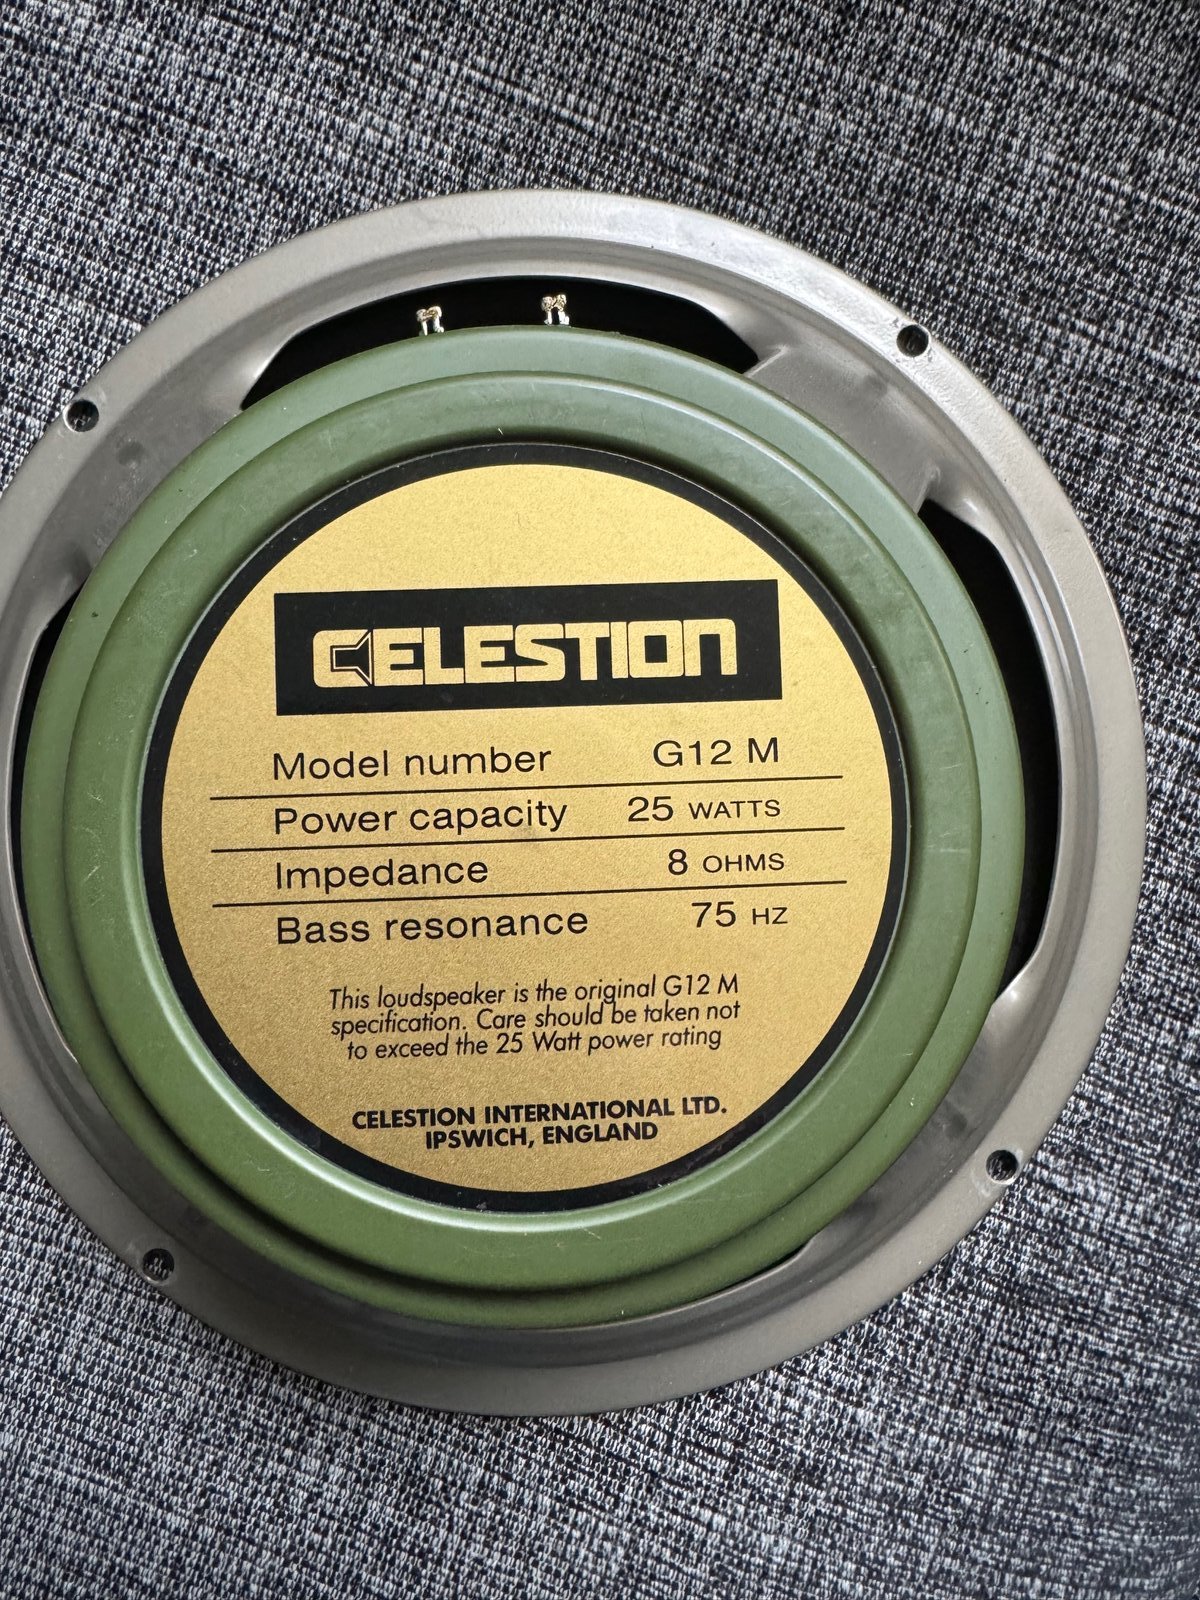 CELESTION
Model number G12 M
Power capacity 25 WATTS
Impedance 8 OHMS
Bass resonance 75 HZ
This loudspeaker is the original G12 M
specification. Care should be taken not
to exceed the 25 Watt power rating
CELESTION INTERNATIONAL LTD.
IPSWICH, ENGLAND